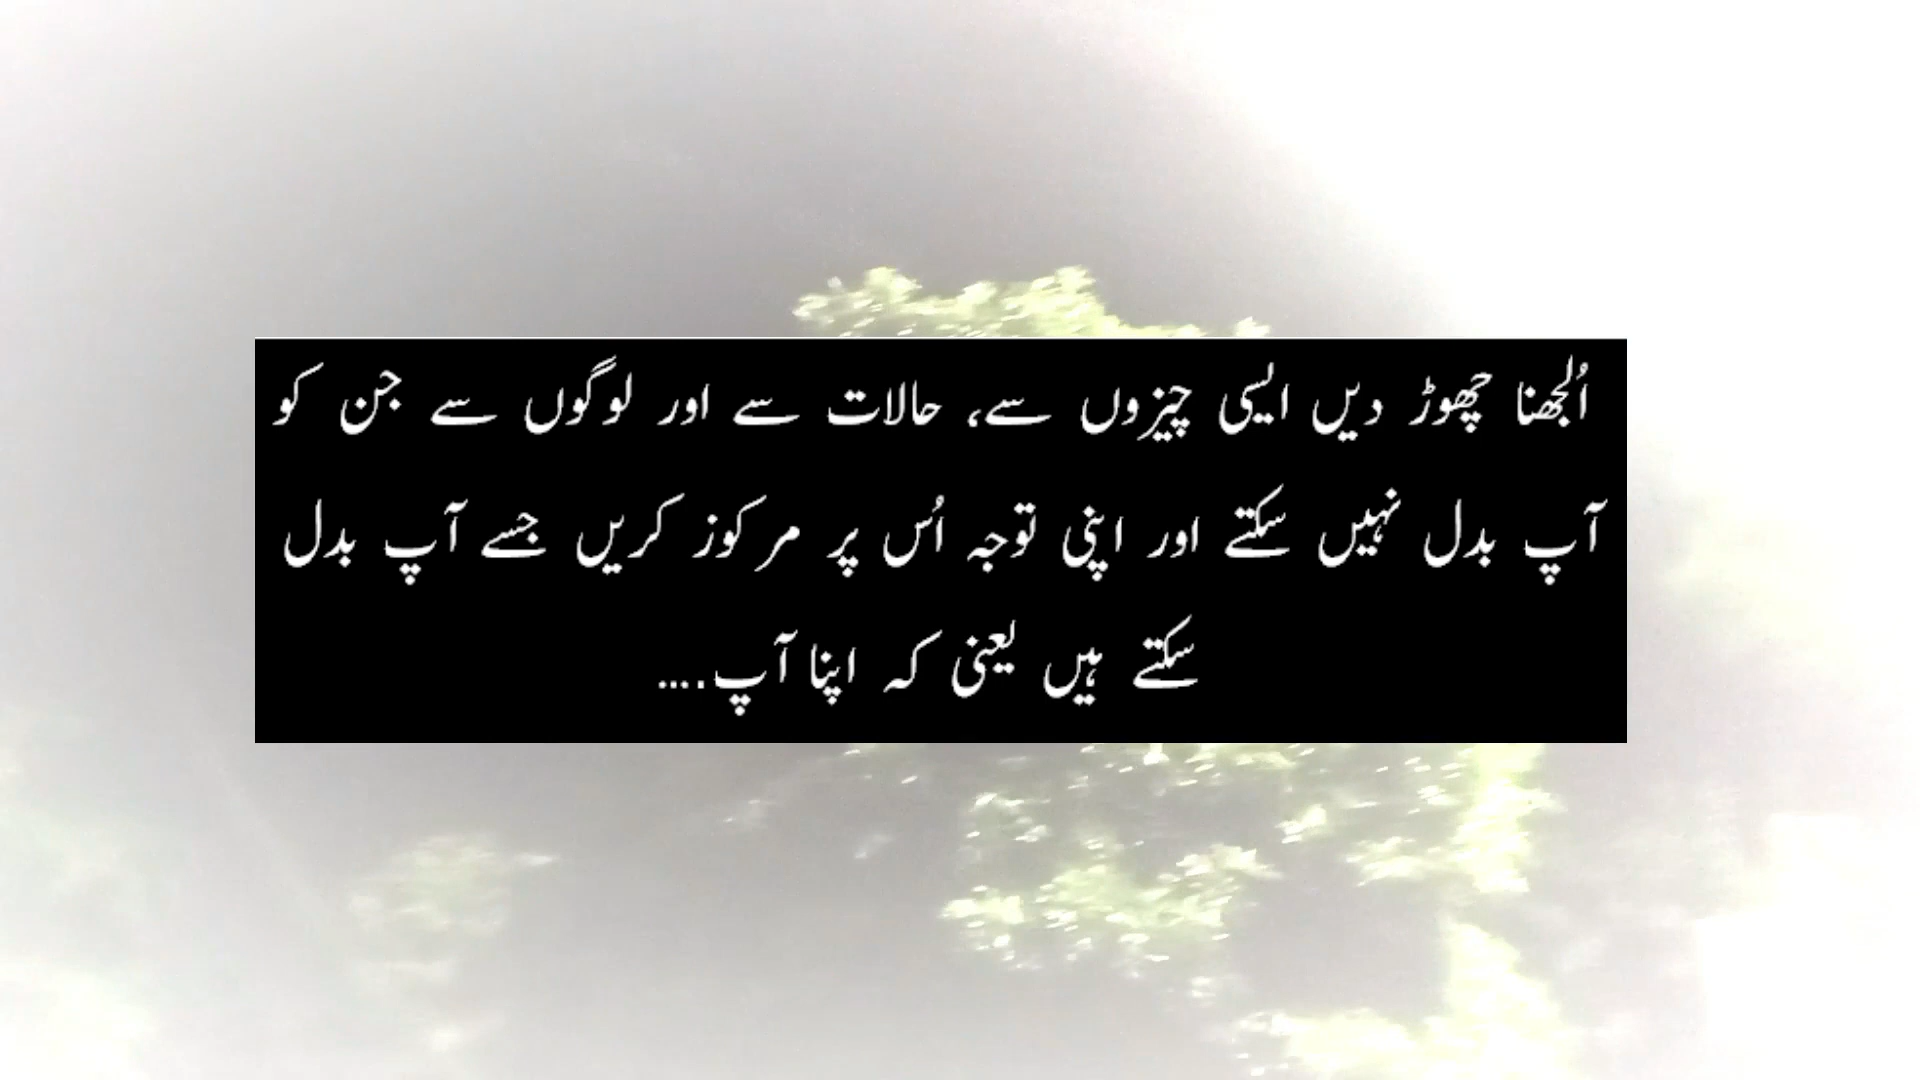 اُلجھنا چھوڑ دیں ایسی چیزوں سے، حالات سے اور لوگوں سے جن کو
آپ بدل نہیں سکتے اور اپنی توجہ اُس پر مرکوز کریں جسے آپ بدل
سکتے ہیں یعنی کہ اپنا آپ....